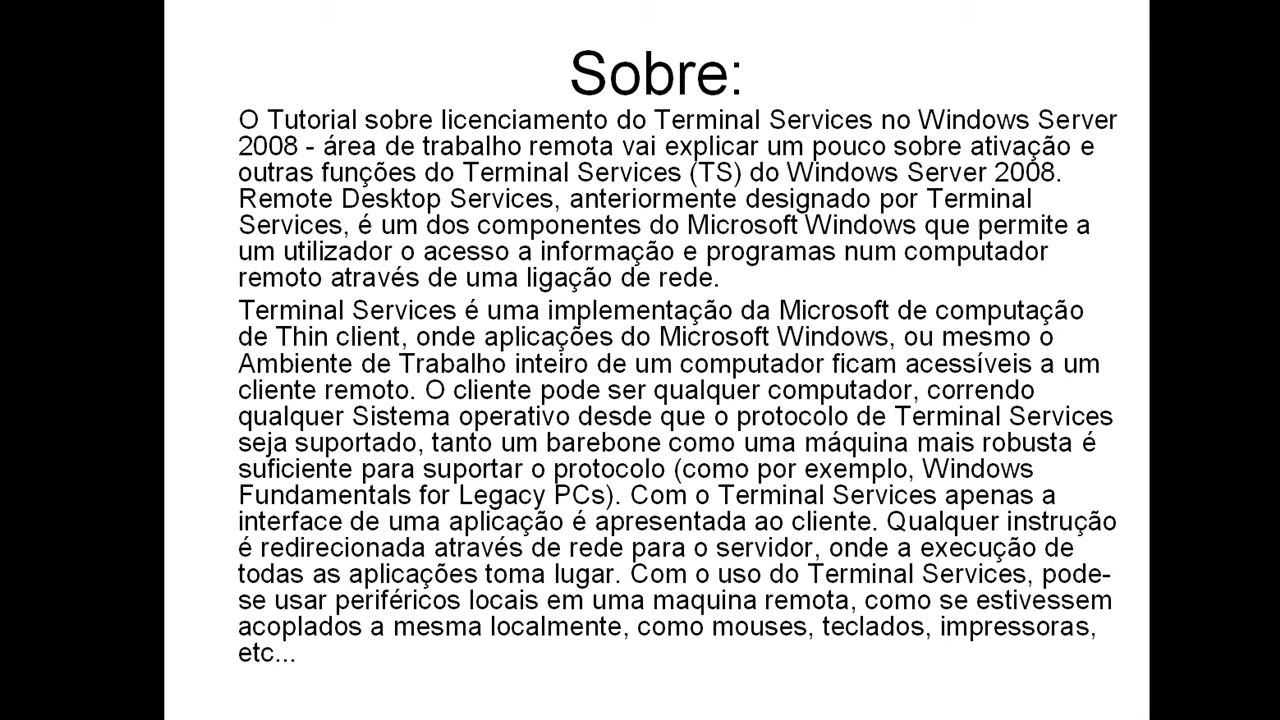 Sobre:
O Tutorial sobre licenciamento do Terminal Services no Windows Server
2008 - área de trabalho remota vai explicar um pouco sobre ativação e
outras funções do Terminal Services (TS) do Windows Server 2008.
Remote Desktop Services, anteriormente designado por Terminal
Services, é um dos componentes do Microsoft Windows que permite a
um utilizador o acesso a informação e programas num computador
remoto através de uma ligação de rede.
Terminal Services é uma implementação da Microsoft de computação
de Thin client, onde aplicações do Microsoft Windows, ou mesmo o
Ambiente de Trabalho inteiro de um computador ficam acessíveis a um
cliente remoto. O cliente pode ser qualquer computador, correndo
qualquer Sistema operativo desde que o protocolo de Terminal Services
seja suportado, tanto um barebone como uma máquina mais robusta é
suficiente para suportar o protocolo (como por exemplo, Windows
Fundamentals for Legacy PCs). Com o Terminal Services apenas a
interface de uma aplicação é apresentada ao cliente. Qualquer instrução
é redirecionada através de rede para o servidor, onde a execução de
todas as aplicações toma lugar. Com o uso do Terminal Services, pode-
se usar periféricos locais em uma maquina remota, como se estivessem
acoplados a mesma localmente, como mouses, teclados, impressoras,
etc...